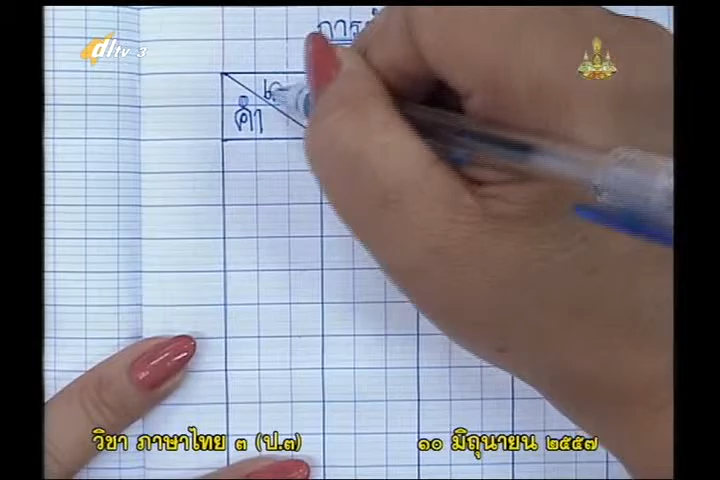 dltv 3
คำ
วิชา ภาษาไทย ๓ (ป.๓)
๑๐ มิถุนายน ๒๕๕๗